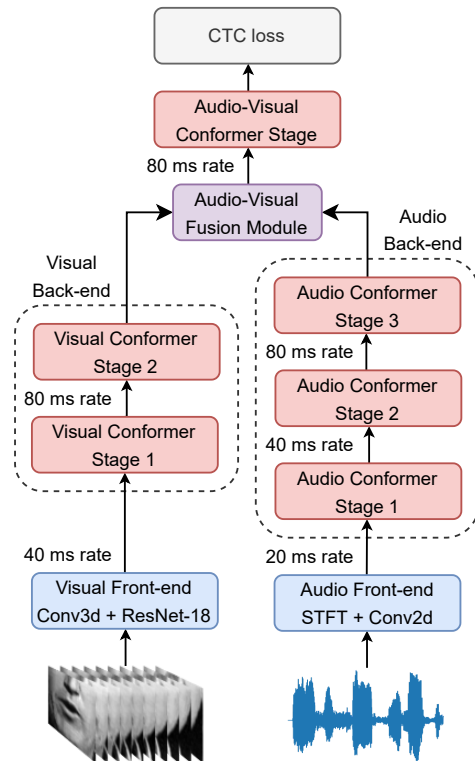 CTC loss
Audio-Visual
Conformer Stage
80 ms rate
Audio-Visual
Fusion Module
Visual
Back-end
Visual Conformer
Stage 2
80 ms rate
Visual Conformer
Stage 1
40 ms rate
Visual Front-end
Conv3d + ResNet-18
Audio
Back-end
Audio Conformer
Stage 3
80 ms rate
Audio Conformer
Stage 2
40 ms rate
Audio Conformer
Stage 1
20 ms rate
Audio Front-end
STFT + Conv2d